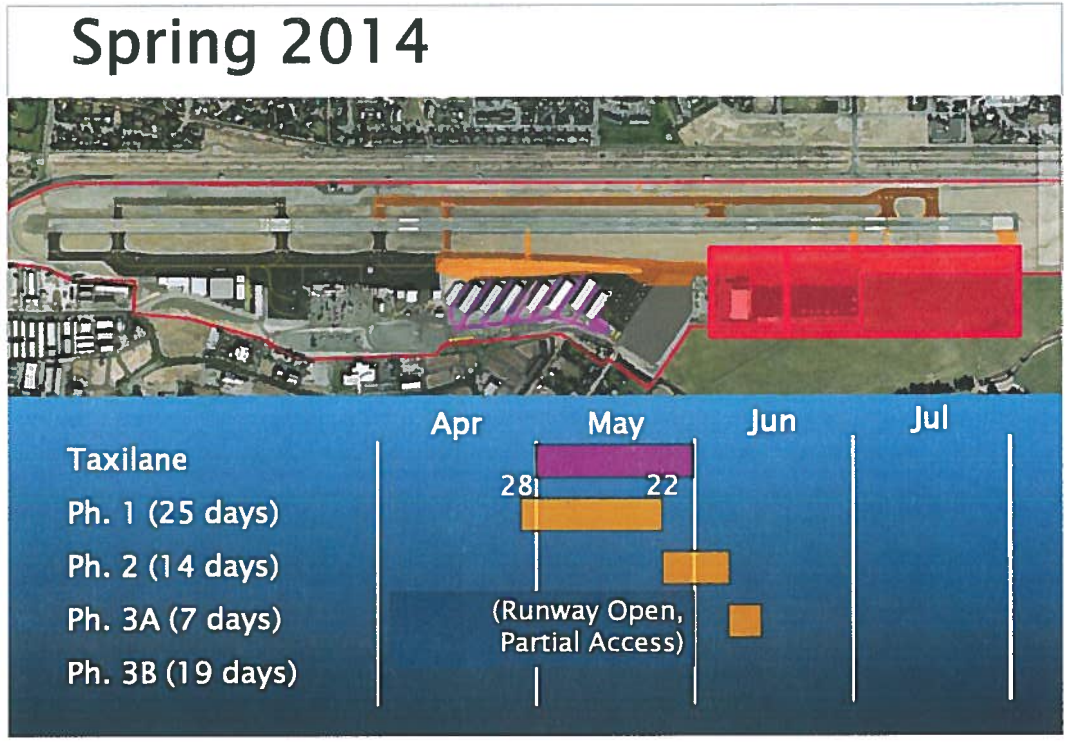 Spring 2014
Apr May Jun Jul
Taxilane
28 22
Ph. 1 (25 days)
Ph. 2 (14 days)
Ph. 3A (7 days)
(Runway Open,
Partial Access)
Ph. 3B (19 days)